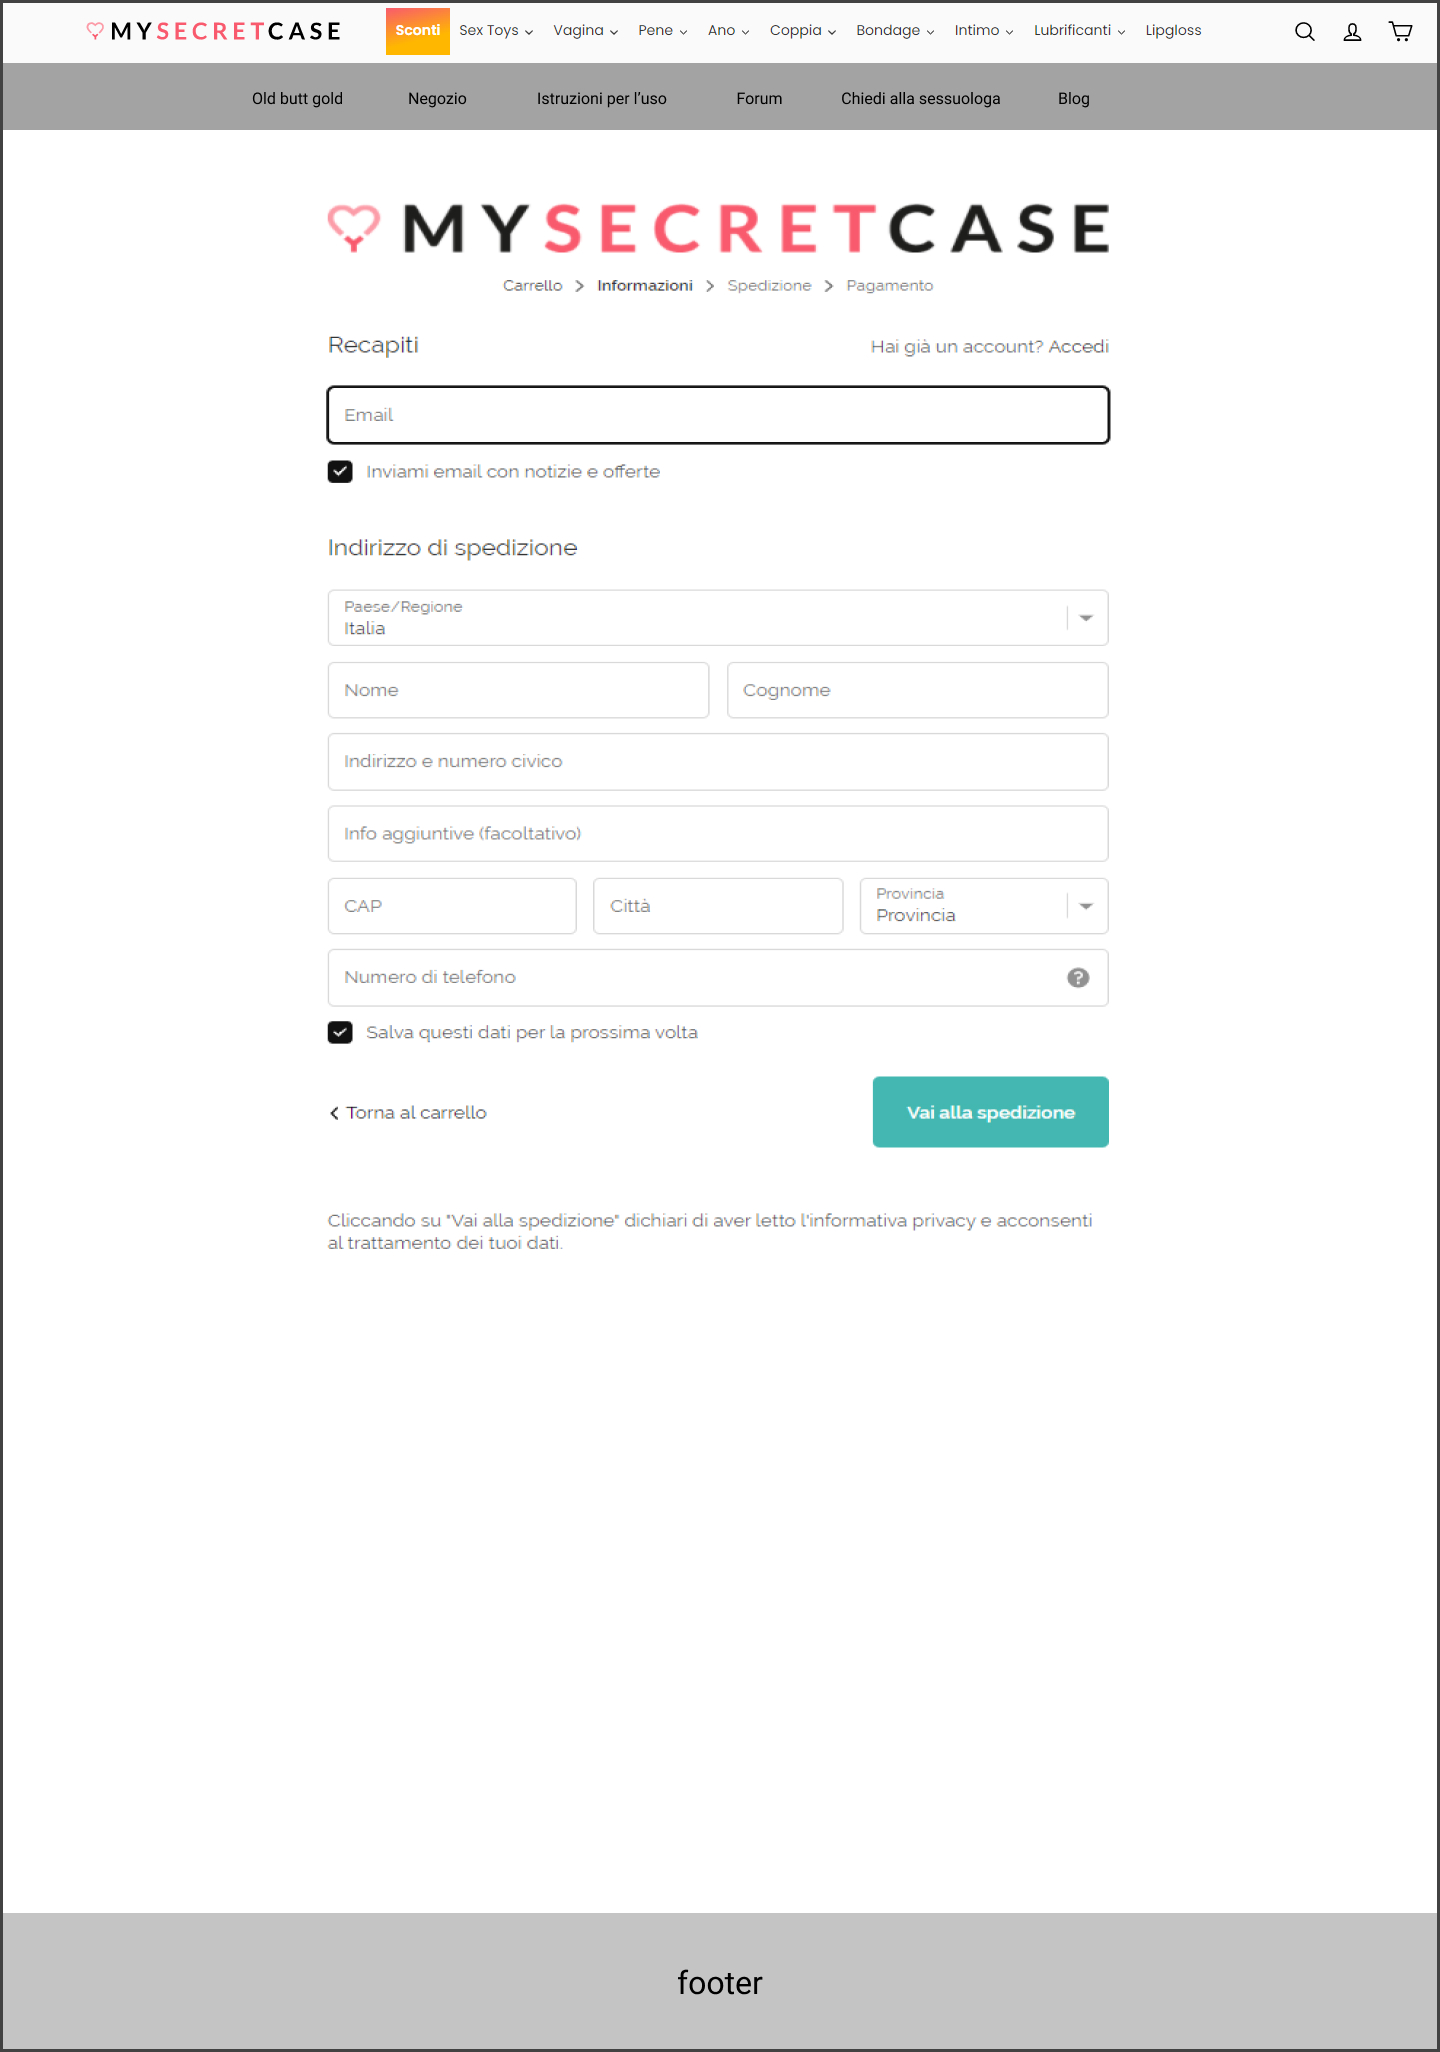 MYSECRETCASE Sconti Sex Toys Vagina Pene Ano Coppia Bondage Intimo Lubrificanti Lipgloss
Old butt gold Negozio Istruzioni per l’uso Forum Chiedi alla sessuologa Blog
MYSECRETCASE
Carrello > Informazioni > Spedizione > Pagamento
Recapiti Hai già un account? Accedi
Email
Inviami email con notizie e offerte
Indirizzo di spedizione
Paese/Regione
Italia
Nome Cognome
Indirizzo e numero civico
Info aggiuntive (facoltativo)
CAP Città Provincia
Provincia
Numero di telefono ?
Salva questi dati per la prossima volta
< Torna al carrello Vai alla spedizione
Cliccando su "Vai alla spedizione" dichiari di aver letto l'informativa privacy e acconsenti
al trattamento dei tuoi dati.
footer